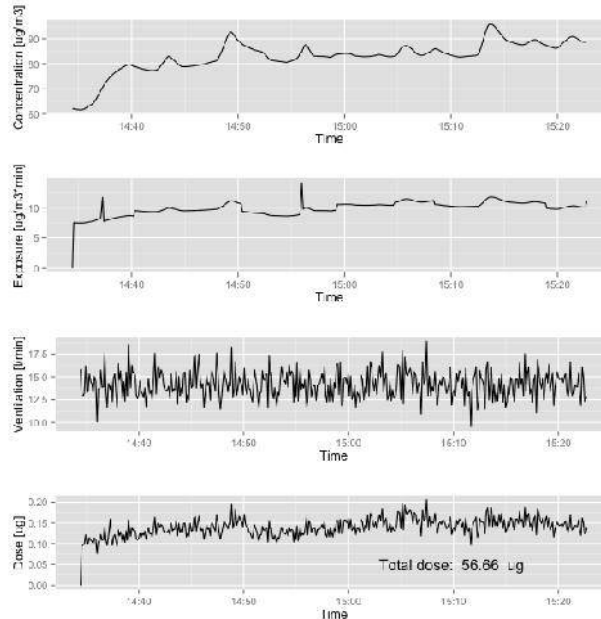 Concentration [ug/m3]
90
80
70
60
14:40 14:50 15:00 15:10 15:20
Time
Exposure [ug/m3*min]
10
5
0
14:40 14:50 15:00 15:10 15:20
Time
Ventilation [l/min]
17.5
15.0
12.5
10.0
14:40 14:50 15:00 15:10 15:20
Time
Dose [ug]
0.20
0.15
0.10
0.05
0.00
Total dose: 56.66 ug
14:40 14:50 15:00 15:10 15:20
Time